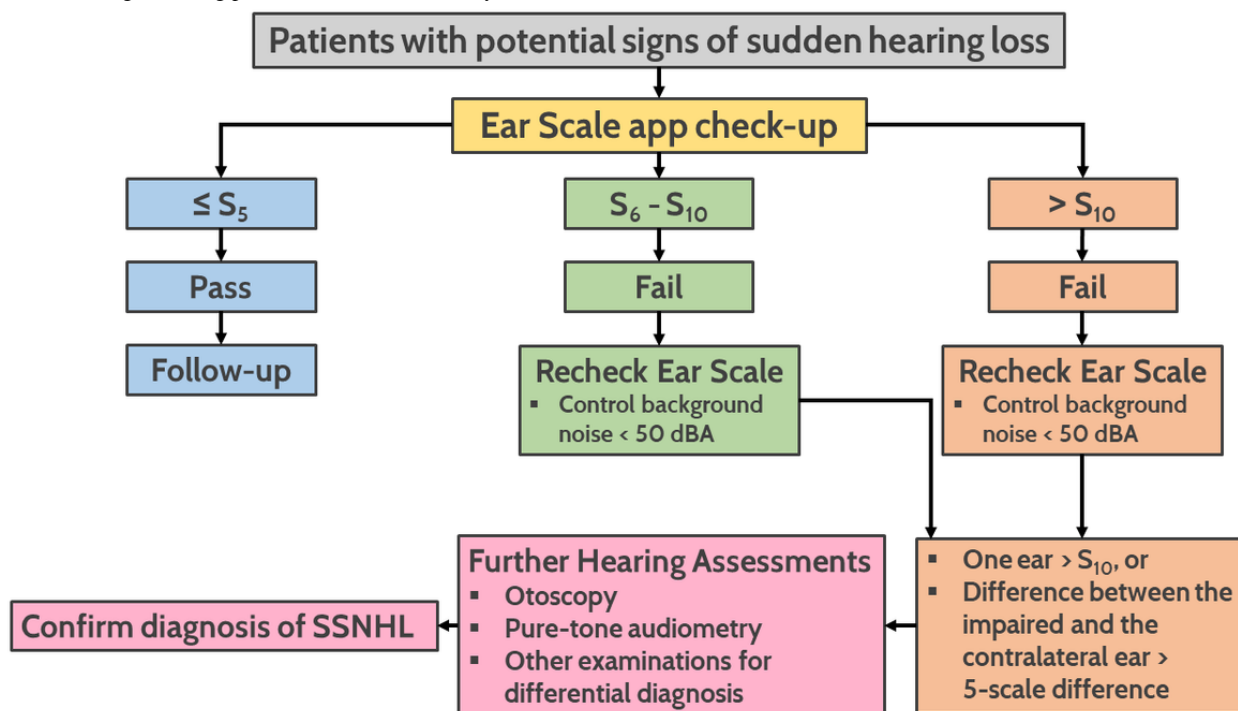 Patients with potential signs of sudden hearing loss
Ear Scale app check-up
≤ S₅
S₆ - S₁₀
> S₁₀
Pass
Fail
Fail
Follow-up
Recheck Ear Scale
▪ Control background
noise < 50 dBA
Recheck Ear Scale
▪ Control background
noise < 50 dBA
Further Hearing Assessments
▪ Otoscopy
▪ Pure-tone audiometry
▪ Other examinations for
differential diagnosis
▪ One ear > S₁₀, or
▪ Difference between the
impaired and the
contralateral ear >
5-scale difference
Confirm diagnosis of SSNHL